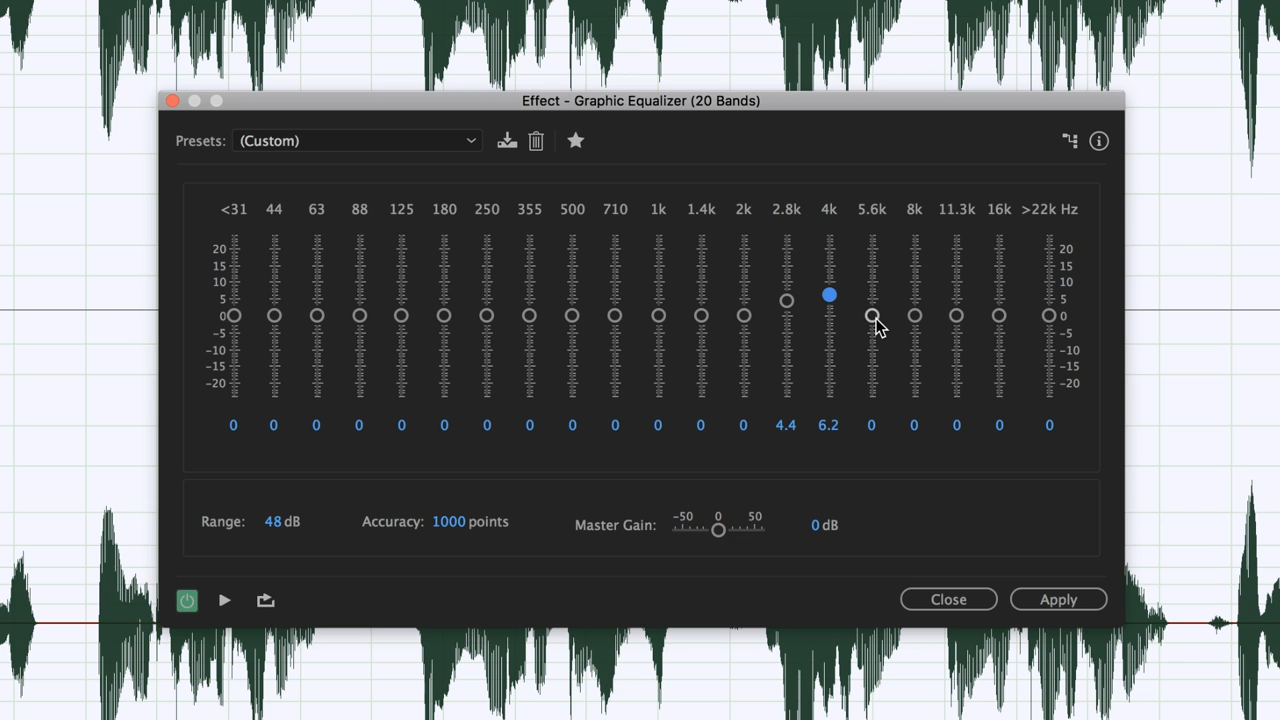 Effect - Graphic Equalizer (20 Bands)
Presets: (Custom)
<31 44 63 88 125 180 250 355 500 710 1k 1.4k 2k 2.8k 4k 5.6k 8k 11.3k 16k >22k Hz
20 20
15 15
10 10
5 5
0 0
-5 -5
-10 -10
-15 -15
-20 -20
0 0 0 0 0 0 0 0 0 0 0 0 0 4.4 6.2 0 0 0 0 0
-50 0 50
Range: 48 dB Accuracy: 1000 points Master Gain: 0 dB
Close Apply